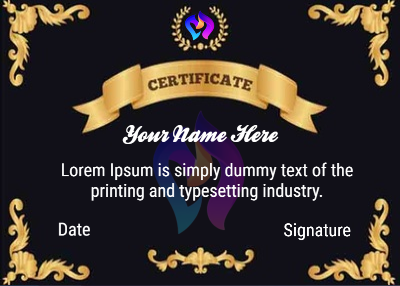 CERTIFICATE
Your Name Here
Lorem Ipsum is simply dummy text of the
printing and typesetting industry.
Date
Signature